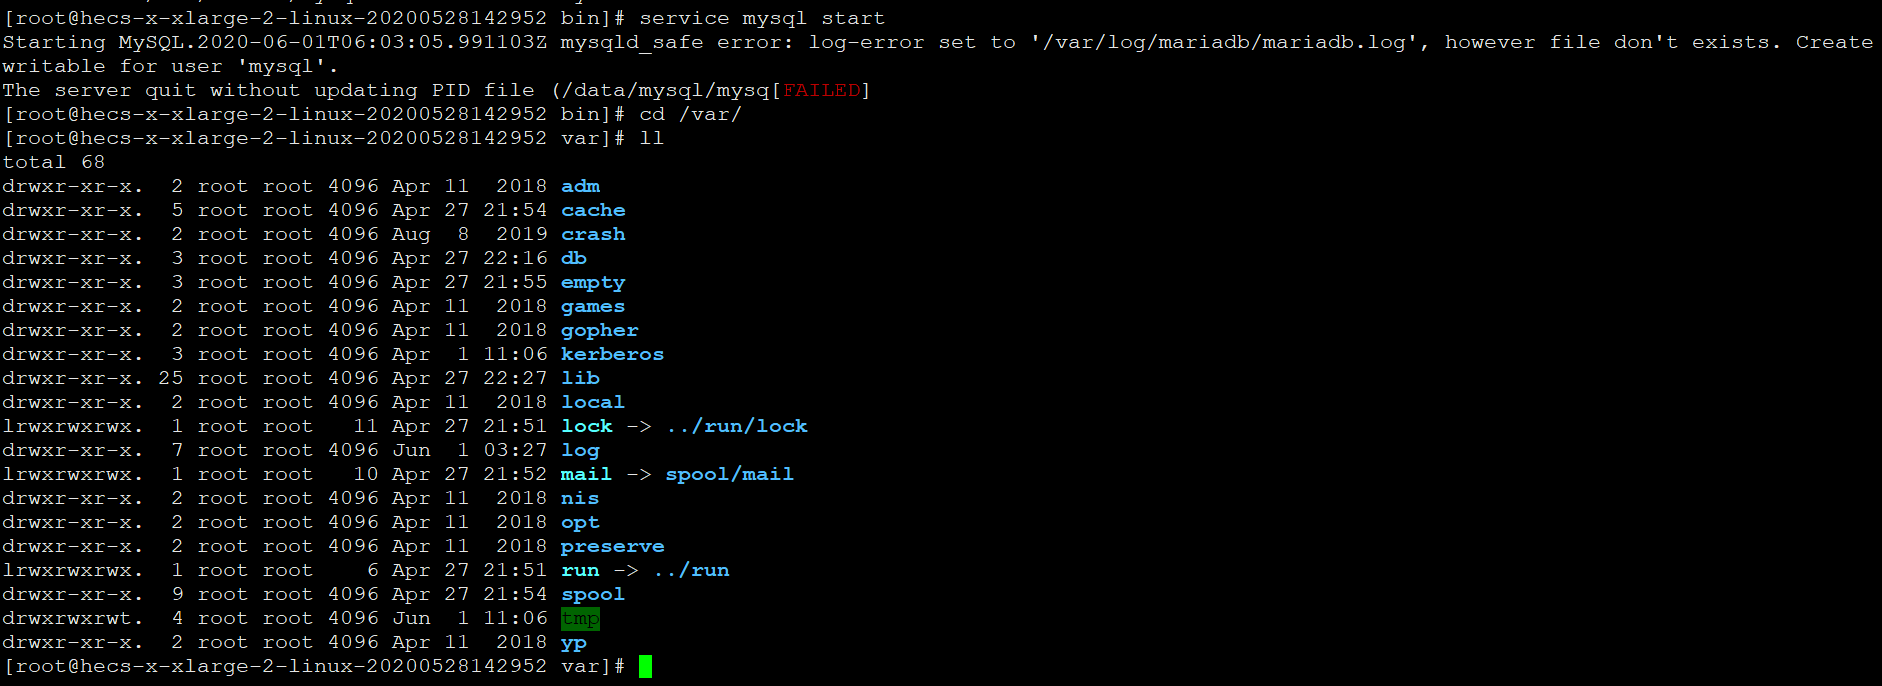 [root@hecs-x-xlarge-2-linux-20200528142952 bin]# service mysql start
Starting MySQL.2020-06-01T06:03:05.991103Z mysqld_safe error: log-error set to '/var/log/mariadb/mariadb.log', however file don't exists. Create
writable for user 'mysql'.
The server quit without updating PID file (/data/mysql/mysq[FAILED]
[root@hecs-x-xlarge-2-linux-20200528142952 bin]# cd /var/
[root@hecs-x-xlarge-2-linux-20200528142952 var]# ll
total 68
drwxr-xr-x.  2 root root 4096 Apr 11  2018 adm
drwxr-xr-x.  5 root root 4096 Apr 27 21:54 cache
drwxr-xr-x.  2 root root 4096 Aug  8  2019 crash
drwxr-xr-x.  3 root root 4096 Apr 27 22:16 db
drwxr-xr-x.  3 root root 4096 Apr 27 21:55 empty
drwxr-xr-x.  2 root root 4096 Apr 11  2018 games
drwxr-xr-x.  2 root root 4096 Apr 11  2018 gopher
drwxr-xr-x.  3 root root 4096 Apr  1 11:06 kerberos
drwxr-xr-x. 25 root root 4096 Apr 27 22:27 lib
drwxr-xr-x.  2 root root 4096 Apr 11  2018 local
lrwxrwxrwx.  1 root root   11 Apr 27 21:51 lock -> ../run/lock
drwxr-xr-x.  7 root root 4096 Jun  1 03:27 log
lrwxrwxrwx.  1 root root   10 Apr 27 21:52 mail -> spool/mail
drwxr-xr-x.  2 root root 4096 Apr 11  2018 nis
drwxr-xr-x.  2 root root 4096 Apr 11  2018 opt
drwxr-xr-x.  2 root root 4096 Apr 11  2018 preserve
lrwxrwxrwx.  1 root root    6 Apr 27 21:51 run -> ../run
drwxr-xr-x.  9 root root 4096 Apr 27 21:54 spool
drwxrwxrwt.  4 root root 4096 Jun  1 11:06 tmp
drwxr-xr-x.  2 root root 4096 Apr 11  2018 yp
[root@hecs-x-xlarge-2-linux-20200528142952 var]#